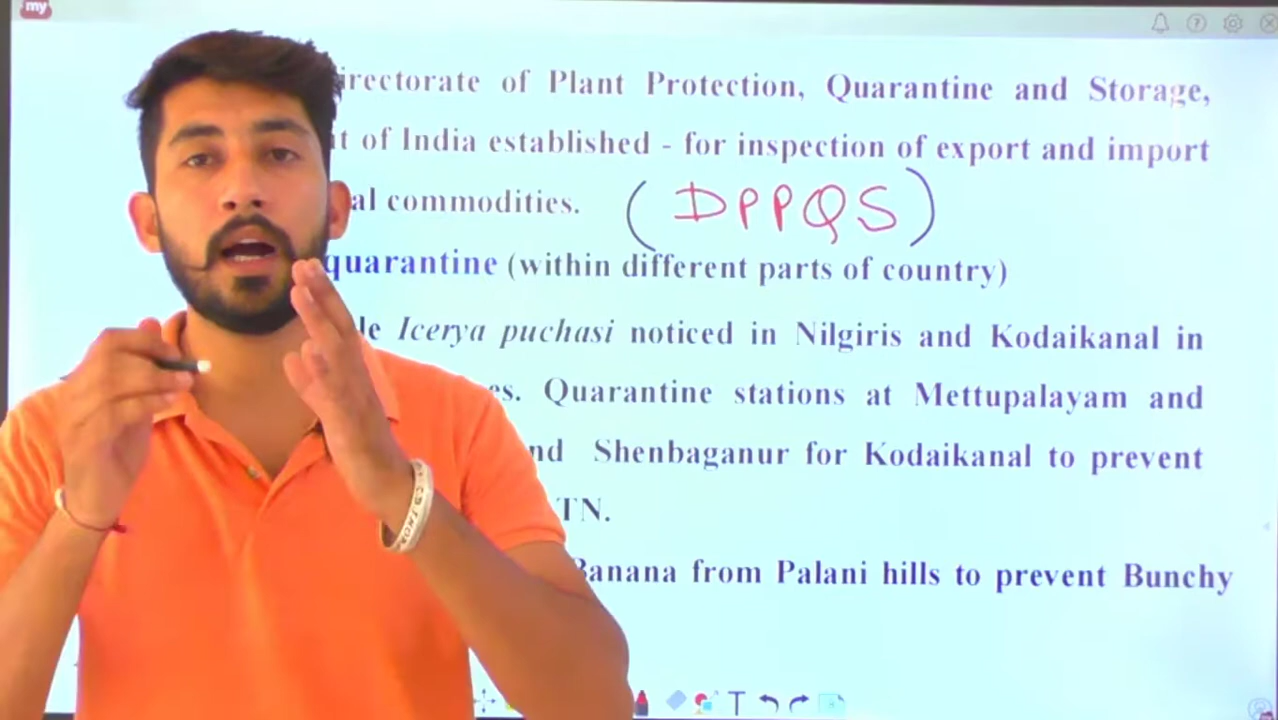 my
irectorate of Plant Protection, Quarantine and Storage,
t of India established - for inspection of export and import
al commodities. (DPPQS)
quarantine (within different parts of country)
le Icerya puchasi noticed in Nilgiris and Kodaikanal in
es. Quarantine stations at Mettupalayam and
nd Shenbaganur for Kodaikanal to prevent
TN.
Banana from Palani hills to prevent Bunchy
T